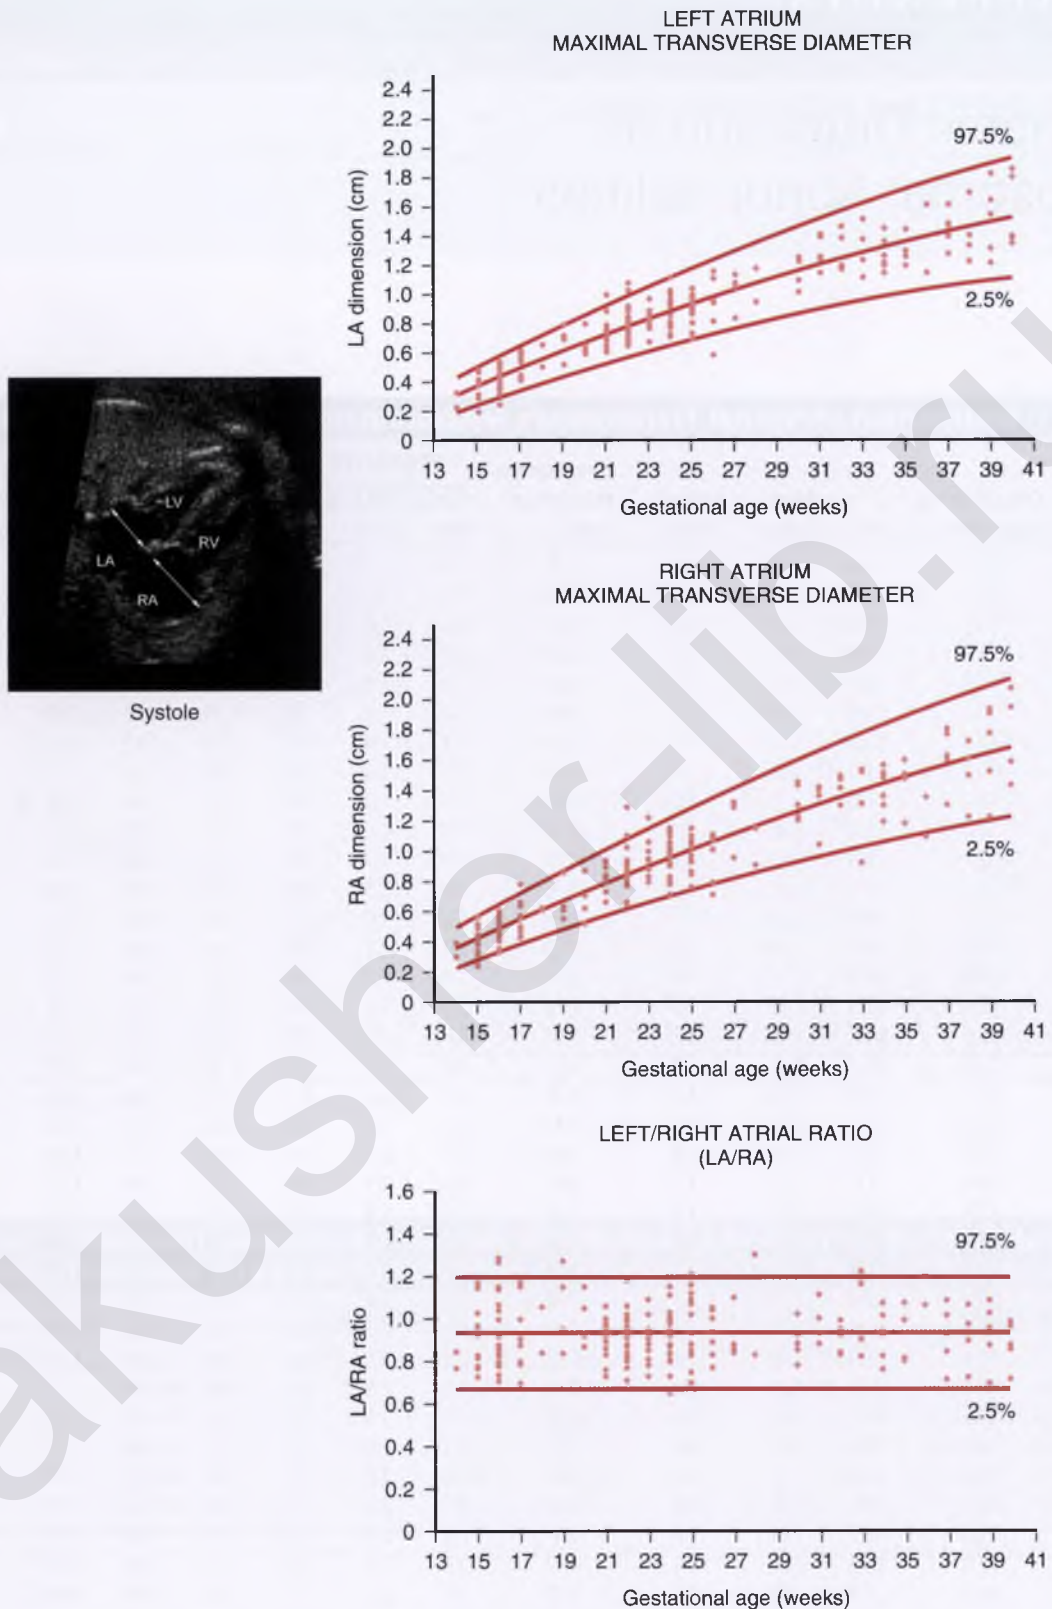 LEFT ATRIUM
MAXIMAL TRANSVERSE DIAMETER
LA dimension (cm)
2.4
2.2
2.0
1.8
1.6
1.4
1.2
1.0
0.8
0.6
0.4
0.2
0
97.5%
2.5%
13 15 17 19 21 23 25 27 29 31 33 35 37 39 41
Gestational age (weeks)
LV
LA
RV
RA
Systole
RIGHT ATRIUM
MAXIMAL TRANSVERSE DIAMETER
RA dimension (cm)
2.4
2.2
2.0
1.8
1.6
1.4
1.2
1.0
0.8
0.6
0.4
0.2
0
97.5%
2.5%
13 15 17 19 21 23 25 27 29 31 33 35 37 39 41
Gestational age (weeks)
LEFT/RIGHT ATRIAL RATIO
(LA/RA)
LA/RA ratio
1.6
1.4
1.2
1.0
0.8
0.6
0.4
0.2
0
97.5%
2.5%
13 15 17 19 21 23 25 27 29 31 33 35 37 39 41
Gestational age (weeks)
akusher-lib.ru